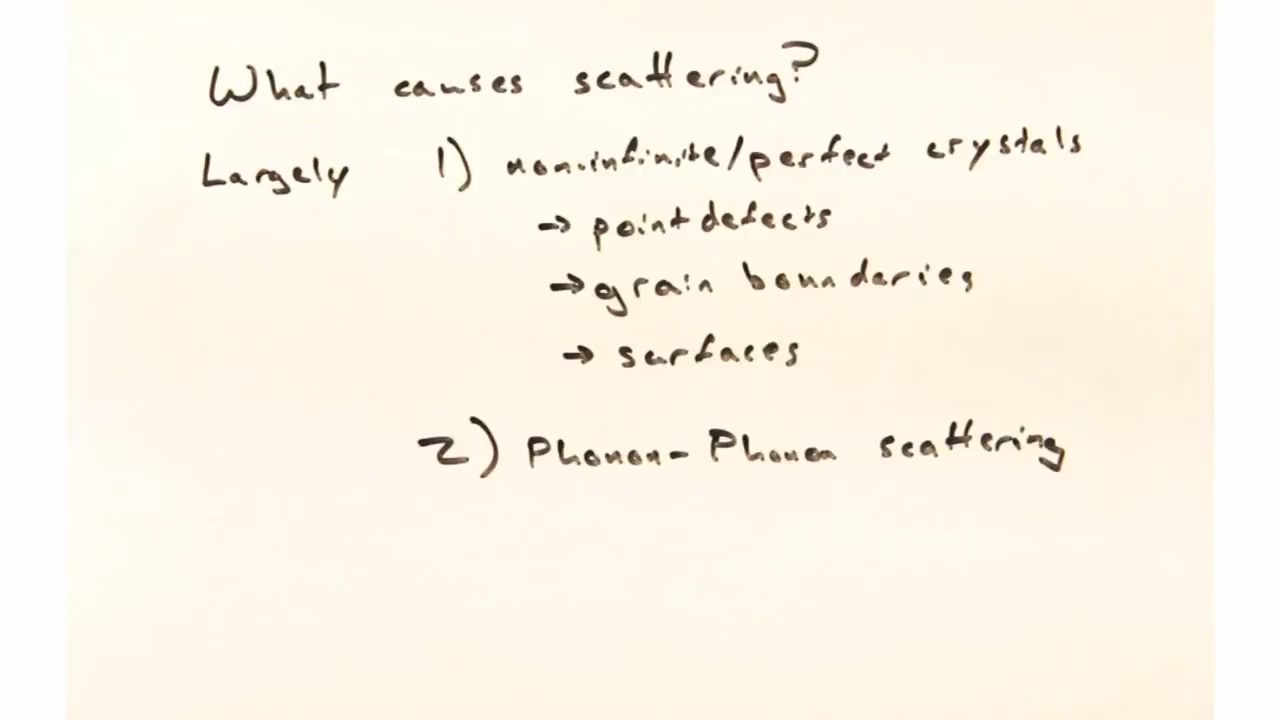 What causes scattering?
Largely 1) non-infinite/perfect crystals
→ point defects
→ grain boundaries
→ surfaces
2) Phonon-Phonon scattering